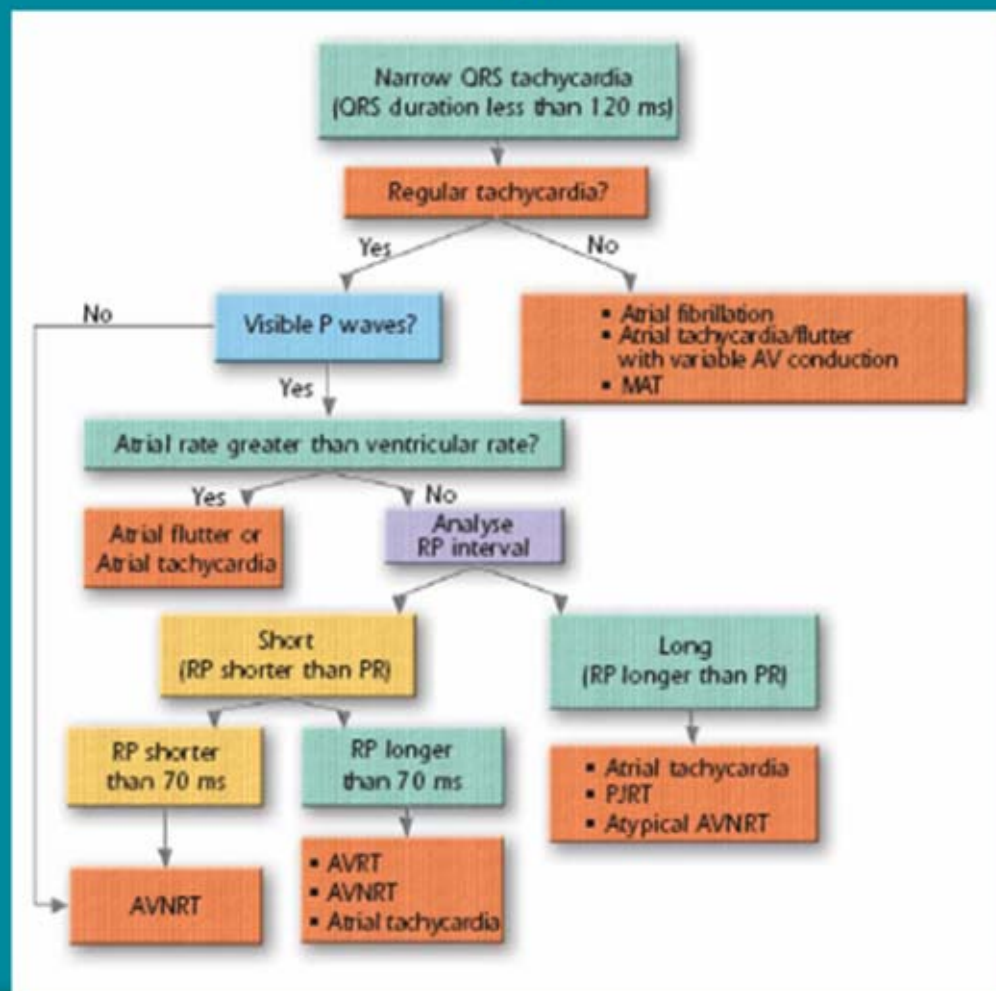 Narrow QRS tachycardia
(QRS duration less than 120 ms)
Regular tachycardia?
Yes
No
No
Visible P waves?
▪ Atrial fibrillation
▪ Atrial tachycardia/flutter
with variable AV conduction
▪ MAT
Yes
Atrial rate greater than ventricular rate?
Yes
No
Atrial flutter or
Atrial tachycardia
Analyse
RP interval
Short
(RP shorter than PR)
Long
(RP longer than PR)
RP shorter
than 70 ms
RP longer
than 70 ms
▪ Atrial tachycardia
▪ PJRT
▪ Atypical AVNRT
AVNRT
▪ AVRT
▪ AVNRT
▪ Atrial tachycardia